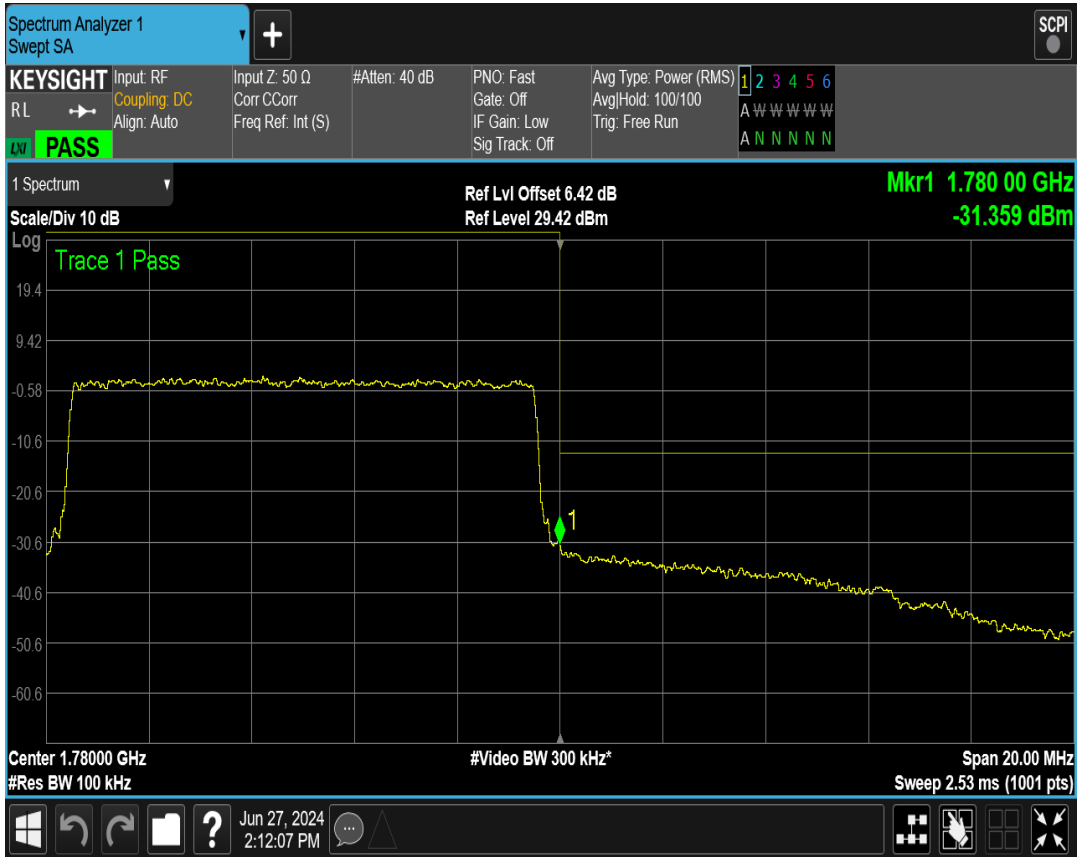 Spectrum Analyzer 1
Swept SA
+
SCPI
KEYSIGHT
RL
LXI PASS
Input: RF
Coupling: DC
Align: Auto
Input Z: 50 Ω
Corr CCorr
Freq Ref: Int (S)
#Atten: 40 dB
PNO: Fast
Gate: Off
IF Gain: Low
Sig Track: Off
Avg Type: Power (RMS)
Avg|Hold: 100/100
Trig: Free Run
1 2 3 4 5 6
A W W W W W
A N N N N N
1 Spectrum
Scale/Div 10 dB
Ref Lvl Offset 6.42 dB
Ref Level 29.42 dBm
Mkr1 1.780 00 GHz
-31.359 dBm
Log
Trace 1 Pass
19.4
9.42
-0.58
-10.6
-20.6
-30.6
-40.6
-50.6
-60.6
1
Center 1.78000 GHz
#Res BW 100 kHz
#Video BW 300 kHz*
Span 20.00 MHz
Sweep 2.53 ms (1001 pts)
?
Jun 27, 2024
2:12:07 PM